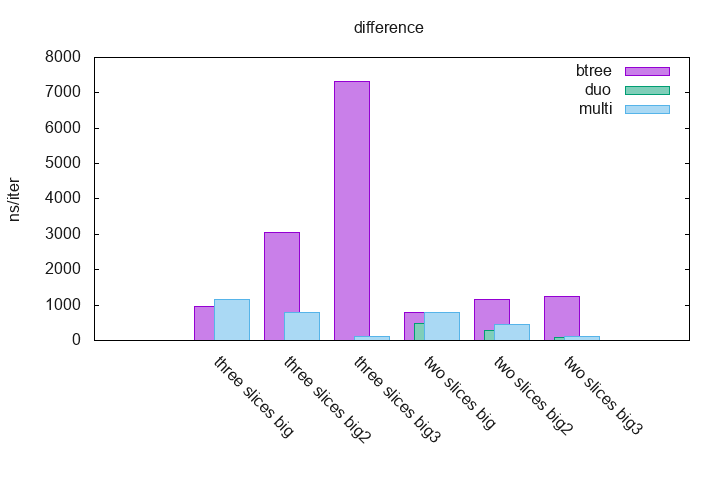 difference
ns/iter
8000
7000
6000
5000
4000
3000
2000
1000
0
btree
duo
multi
three slices big
three slices big2
three slices big3
two slices big
two slices big2
two slices big3